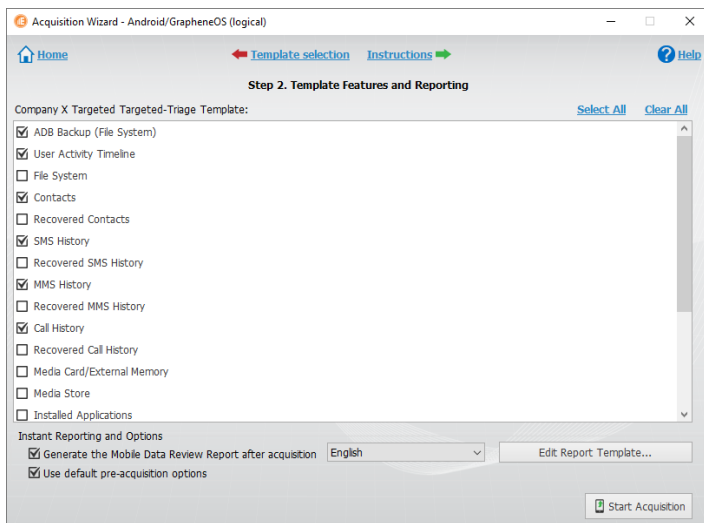 Acquisition Wizard - Android/GrapheneOS (logical)
Home Template selection Instructions Help
Step 2. Template Features and Reporting
Company X Targeted Targeted-Triage Template: Select All Clear All
ADB Backup (File System)
User Activity Timeline
File System
Contacts
Recovered Contacts
SMS History
Recovered SMS History
MMS History
Recovered MMS History
Call History
Recovered Call History
Media Card/External Memory
Media Store
Installed Applications
Instant Reporting and Options
Generate the Mobile Data Review Report after acquisition English Edit Report Template...
Use default pre-acquisition options
Start Acquisition